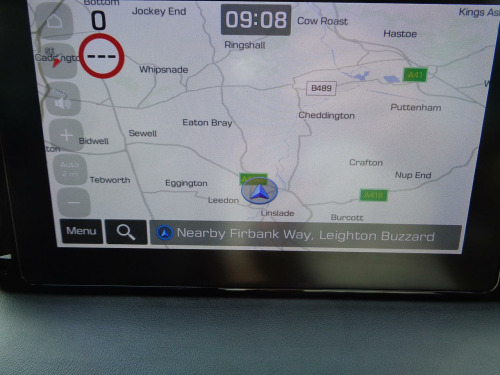 Bottom
Jockey End
Kings
0
09:08
Cow Roast
Hastoe
Ringshall
---
Whipsnade
A41
B489
Puttenham
Cheddington
Eaton Bray
Sewell
Bidwell
Auto
Crafton
Tebworth
Eggington
Nup End
A418
Leedon
Linslade
Burcott
Menu
Nearby Firbank Way, Leighton Buzzard